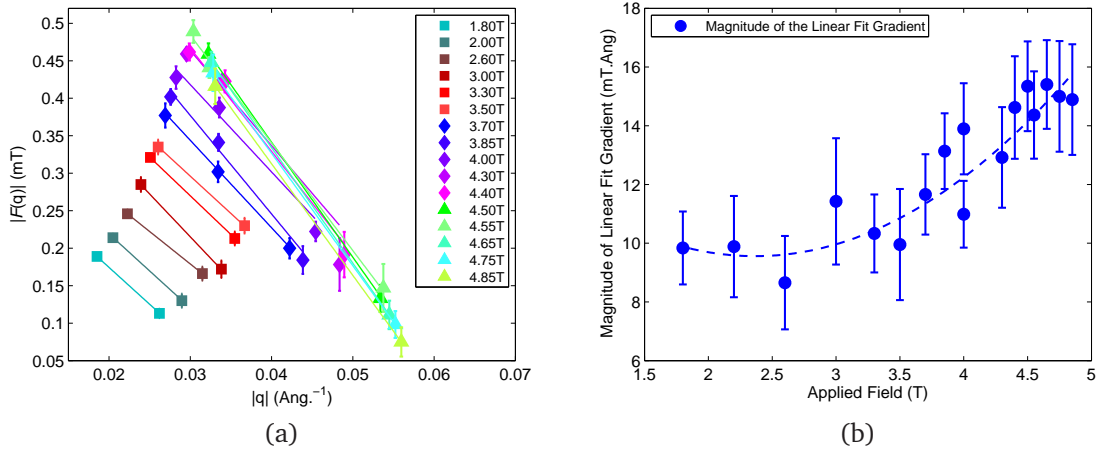 0.5
0.45
0.4
0.35
0.3
0.25
0.2
0.15
0.1
0.05
|F(q)| (mT)
0.02 0.03 0.04 0.05 0.06 0.07
|q| (Ang.⁻¹)
1.80T
2.00T
2.60T
3.00T
3.30T
3.50T
3.70T
3.85T
4.00T
4.30T
4.40T
4.50T
4.55T
4.65T
4.75T
4.85T
(a)
18
16
14
12
10
8
6
Magnitude of Linear Fit Gradient (mT.Ang)
Magnitude of the Linear Fit Gradient
1.5 2 2.5 3 3.5 4 4.5 5
Applied Field (T)
(b)